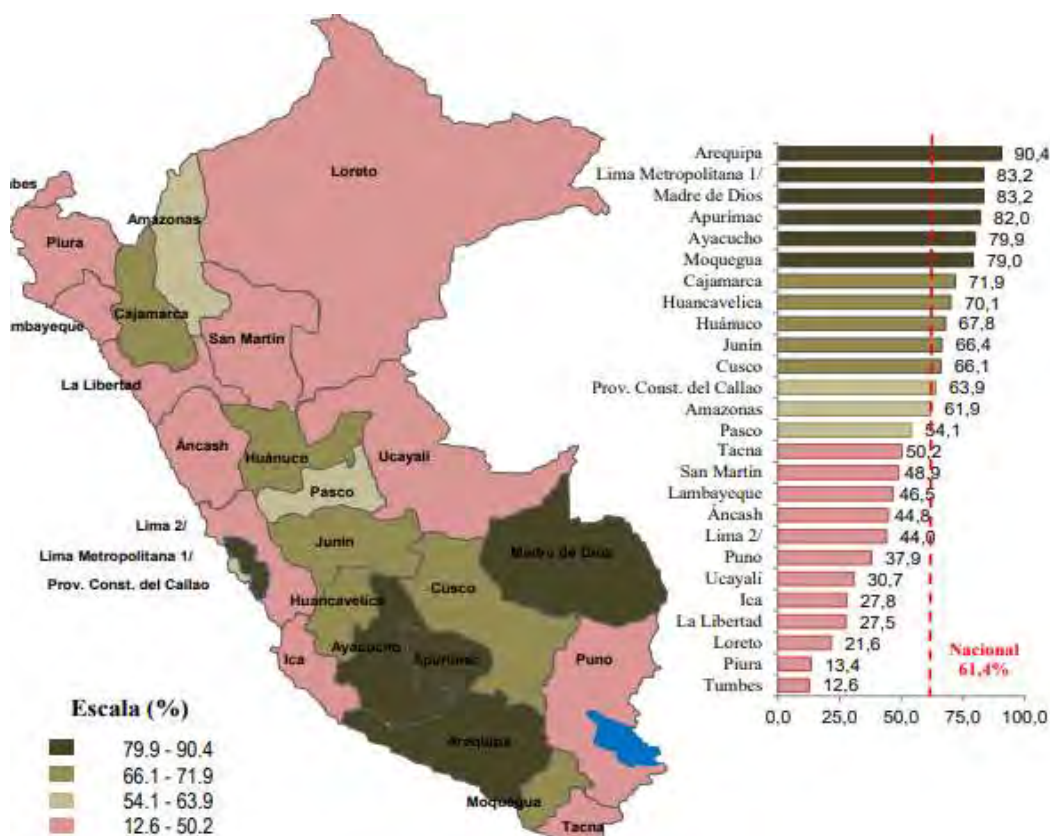 Loreto
bes
Amazonas
Piura
Cajamarca
mbayeque
San Martín
La Libertad
Áncash
Huánuco
Ucayali
Pasco
Lima 2/
Junín
Madre de Dios
Lima Metropolitana 1/
Cusco
Prov. Const. del Callao
Huancavelica
Ayacucho
Apurímac
Ica
Puno
Arequipa
Moquegua
Tacna
Escala (%)
79.9 - 90.4
66.1 - 71.9
54.1 - 63.9
12.6 - 50.2
Arequipa 90,4
Lima Metropolitana 1/ 83,2
Madre de Dios 83,2
Apurímac 82,0
Ayacucho 79,9
Moquegua 79,0
Cajamarca 71,9
Huancavelica 70,1
Huánuco 67,8
Junín 66,4
Cusco 66,1
Prov. Const. del Callao 63,9
Amazonas 61,9
Pasco 54,1
Tacna 50,2
San Martín 48,9
Lambayeque 46,5
Áncash 44,8
Lima 2/ 44,0
Puno 37,9
Ucayali 30,7
Ica 27,8
La Libertad 27,5
Loreto 21,6
Piura 13,4
Tumbes 12,6
Nacional
61,4%
0,0 25,0 50,0 75,0 100,0